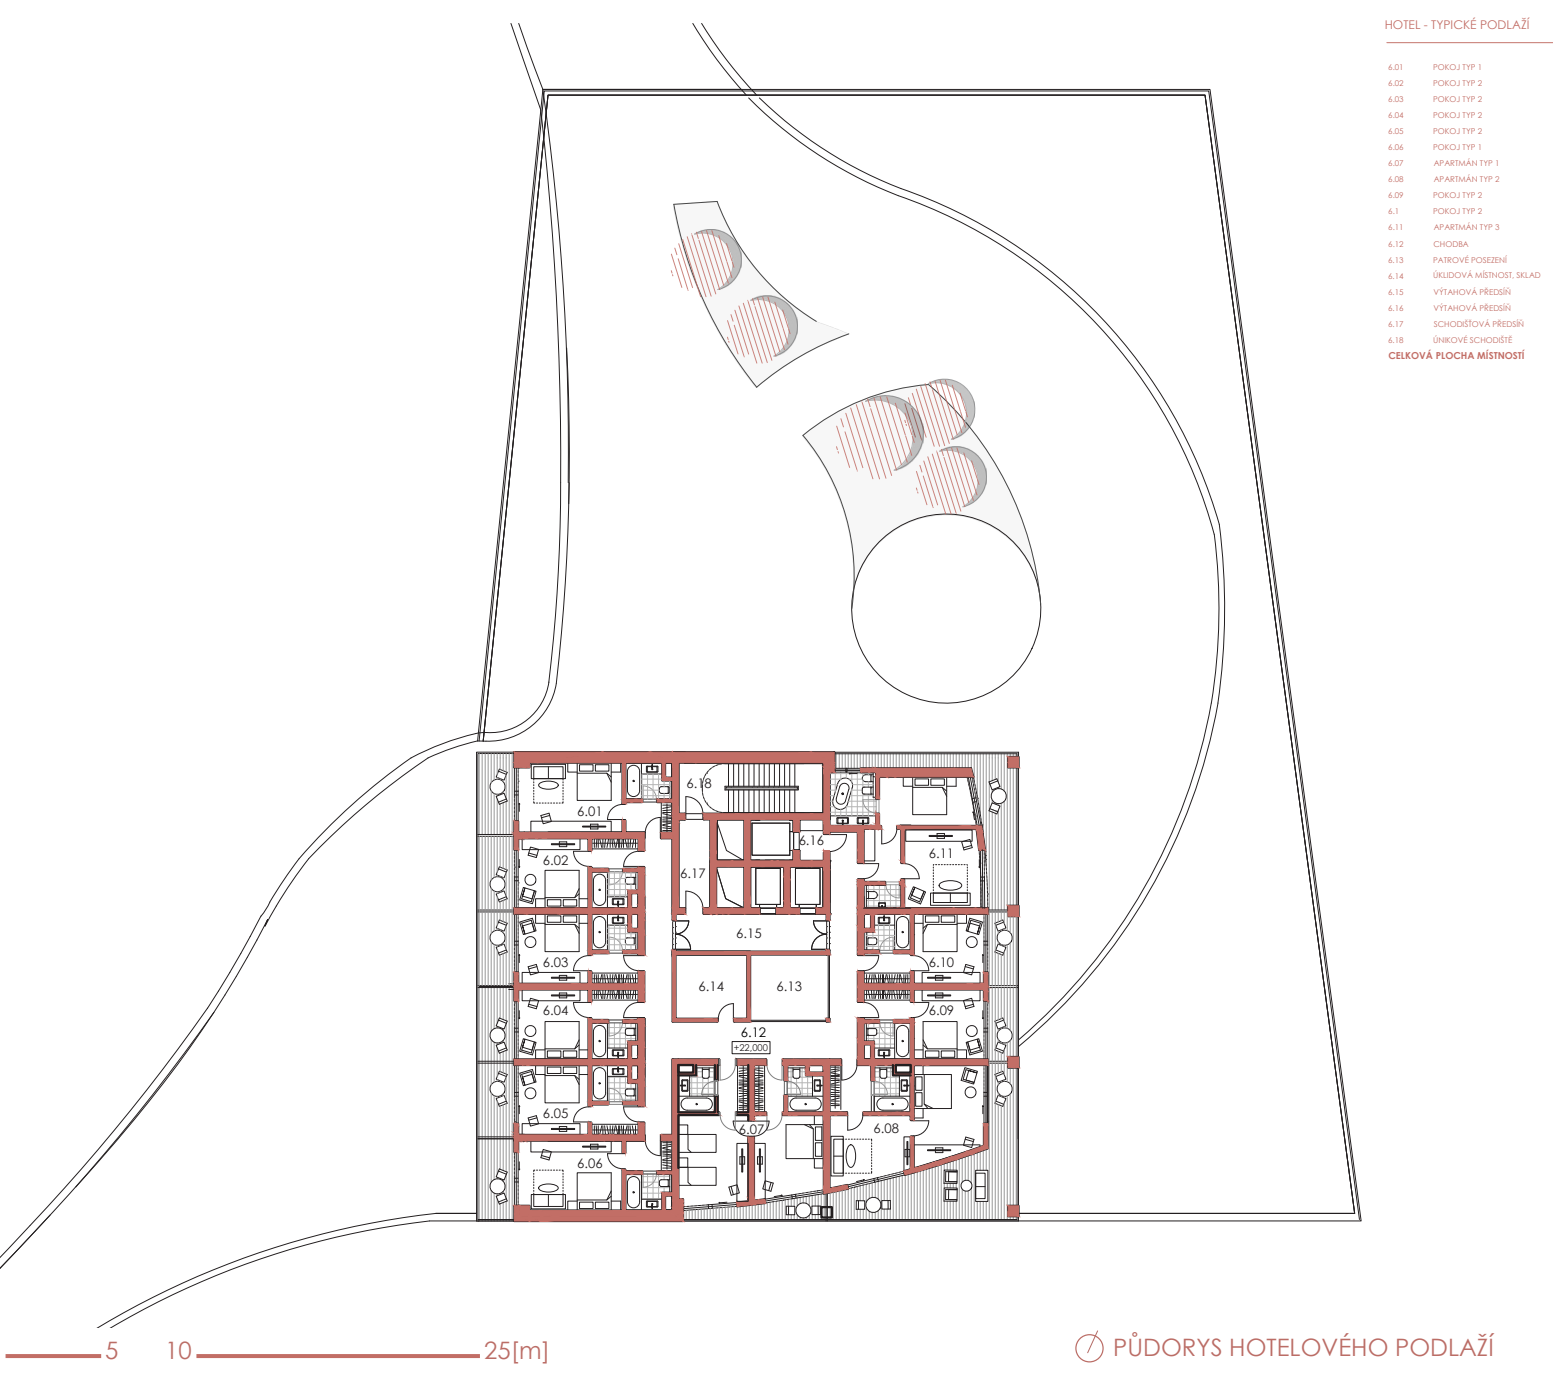 HOTEL - TYPICKÉ PODLAŽÍ
6.01 POKOJ TYP 1
6.02 POKOJ TYP 2
6.03 POKOJ TYP 2
6.04 POKOJ TYP 2
6.05 POKOJ TYP 2
6.06 POKOJ TYP 1
6.07 APARTMÁN TYP 1
6.08 APARTMÁN TYP 2
6.09 POKOJ TYP 2
6.1 POKOJ TYP 2
6.11 APARTMÁN TYP 3
6.12 CHODBA
6.13 PATROVÉ POSEZENÍ
6.14 ÚKLIDOVÁ MÍSTNOST, SKLAD
6.15 VÝTAHOVÁ PŘEDSÍŇ
6.16 VÝTAHOVÁ PŘEDSÍŇ
6.17 SCHODIŠŤOVÁ PŘEDSÍŇ
6.18 ÚNIKOVÉ SCHODIŠTĚ
CELKOVÁ PLOCHA MÍSTNOSTÍ
6.18
6.01
6.16
6.11
6.02
6.17
6.15
6.03
6.10
6.14
6.13
6.04
6.09
6.12
+22,000
6.05
6.07
6.08
6.06
5 10 25[m]
PŮDORYS HOTELOVÉHO PODLAŽÍ